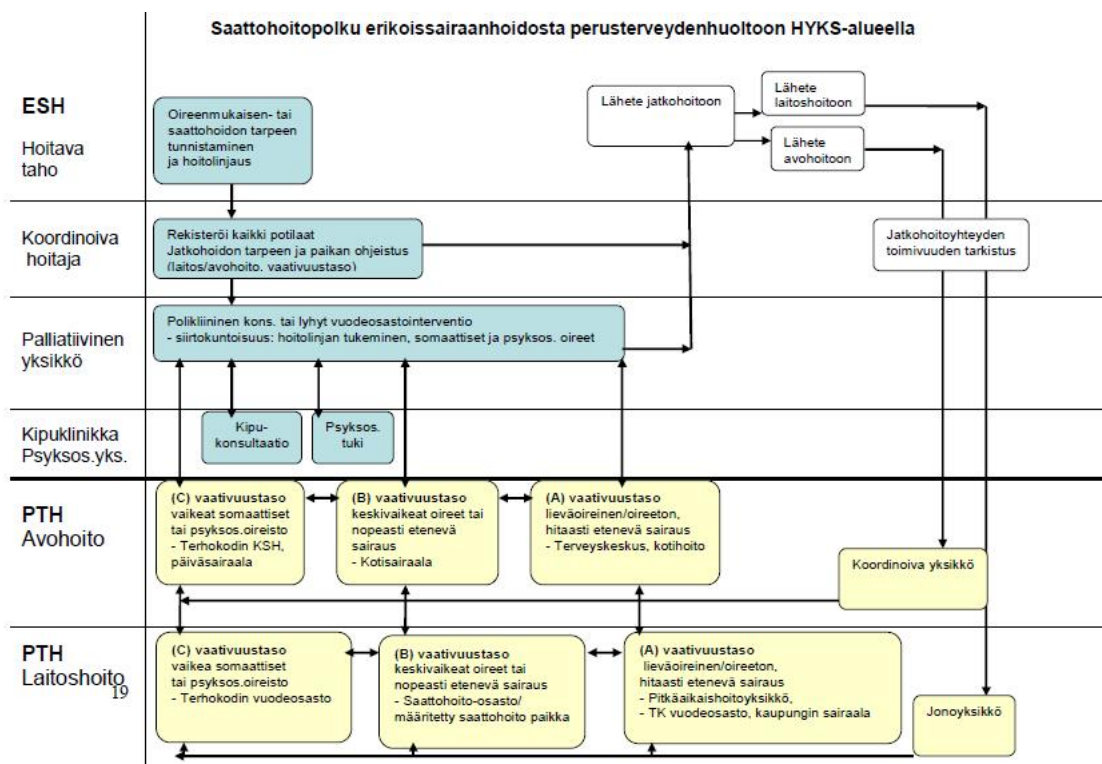 Saattohoitopolku erikoissairaanhoidosta perusterveydenhuoltoon HYKS-alueella
ESH
Hoitava
taho
Oireenmukaisen- tai
saattohoidon tarpeen
tunnistaminen
ja hoitolinjaus
Lähete jatkohoitoon
Lähete
laitoshoitoon
Lähete
avohoitoon
Koordinoiva
hoitaja
Rekisteröi kaikki potilaat
Jatkohoidon tarpeen ja paikan ohjeistus
(laitos/avohoito. vaativuustaso)
Jatkohoitoyhteyden
toimivuuden tarkistus
Palliatiivinen
yksikkö
Polikliininen kons. tai lyhyt vuodeosastointerventio
- siirtokuntoisuus: hoitolinjan tukeminen, somaattiset ja psyksos. oireet
Kipuklinikka
Psyksos.yks.
Kipu-
konsultaatio
Psyksos.
tuki
PTH
Avohoito
(C) vaativuustaso
vaikeat somaattiset
tai psyksos.oireisto
- Terhokodin KSH,
päiväsairaala
(B) vaativuustaso
keskivaikeat oireet tai
nopeasti etenevä
sairaus
- Kotisairaala
(A) vaativuustaso
lieväoireinen/oireeton,
hitaasti etenevä sairaus
- Terveyskeskus, kotihoito
Koordinoiva yksikkö
PTH
Laitoshoito
19
(C) vaativuustaso
vaikea somaattiset
tai psyksos.oireisto
- Terhokodin vuodeosasto
(B) vaativuustaso
keskivaikeat oireet tai
nopeasti etenevä sairaus
- Saattohoito-osasto/
määritetty saattohoito paikka
(A) vaativuustaso
lieväoireinen/oireeton,
hitaasti etenevä sairaus
- Pitkäaikaishoitoyksikkö,
- TK vuodeosasto, kaupungin sairaala
Jonoyksikkö